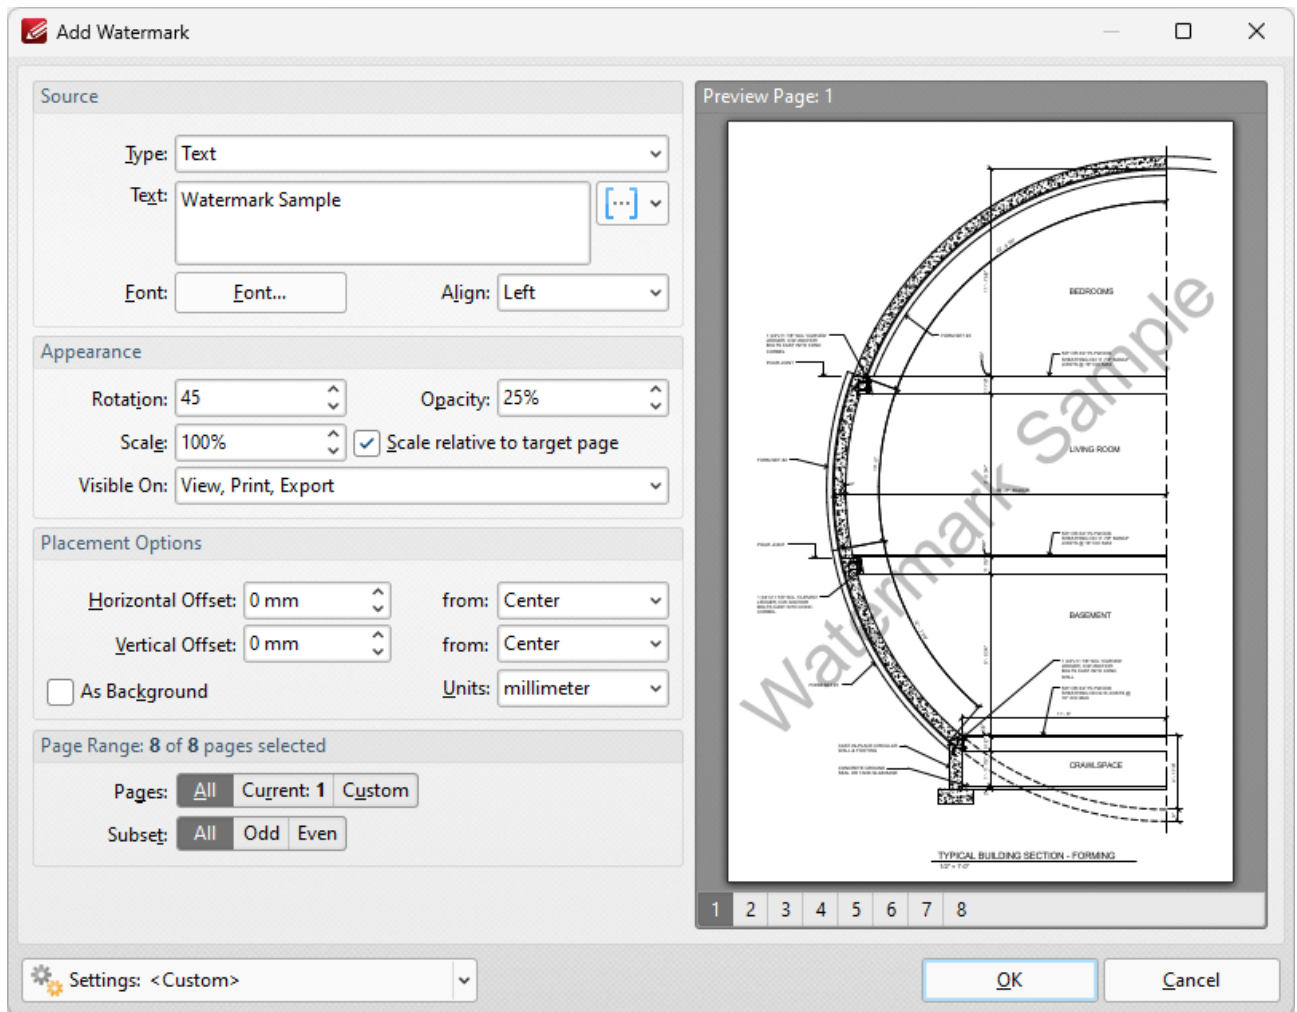 Add Watermark
Source
Type: Text
Text: Watermark Sample
Font: Font... Align: Left
Appearance
Rotation: 45 Opacity: 25%
Scale: 100% Scale relative to target page
Visible On: View, Print, Export
Placement Options
Horizontal Offset: 0 mm from: Center
Vertical Offset: 0 mm from: Center
As Background Units: millimeter
Page Range: 8 of 8 pages selected
Pages: All Current: 1 Custom
Subset: All Odd Even
Preview Page: 1
BEDROOMS
LIVING ROOM
BASEMENT
CRAWLSPACE
Watermark Sample
TYPICAL BUILDING SECTION - FORMING
1 2 3 4 5 6 7 8
Settings: <Custom>
OK Cancel